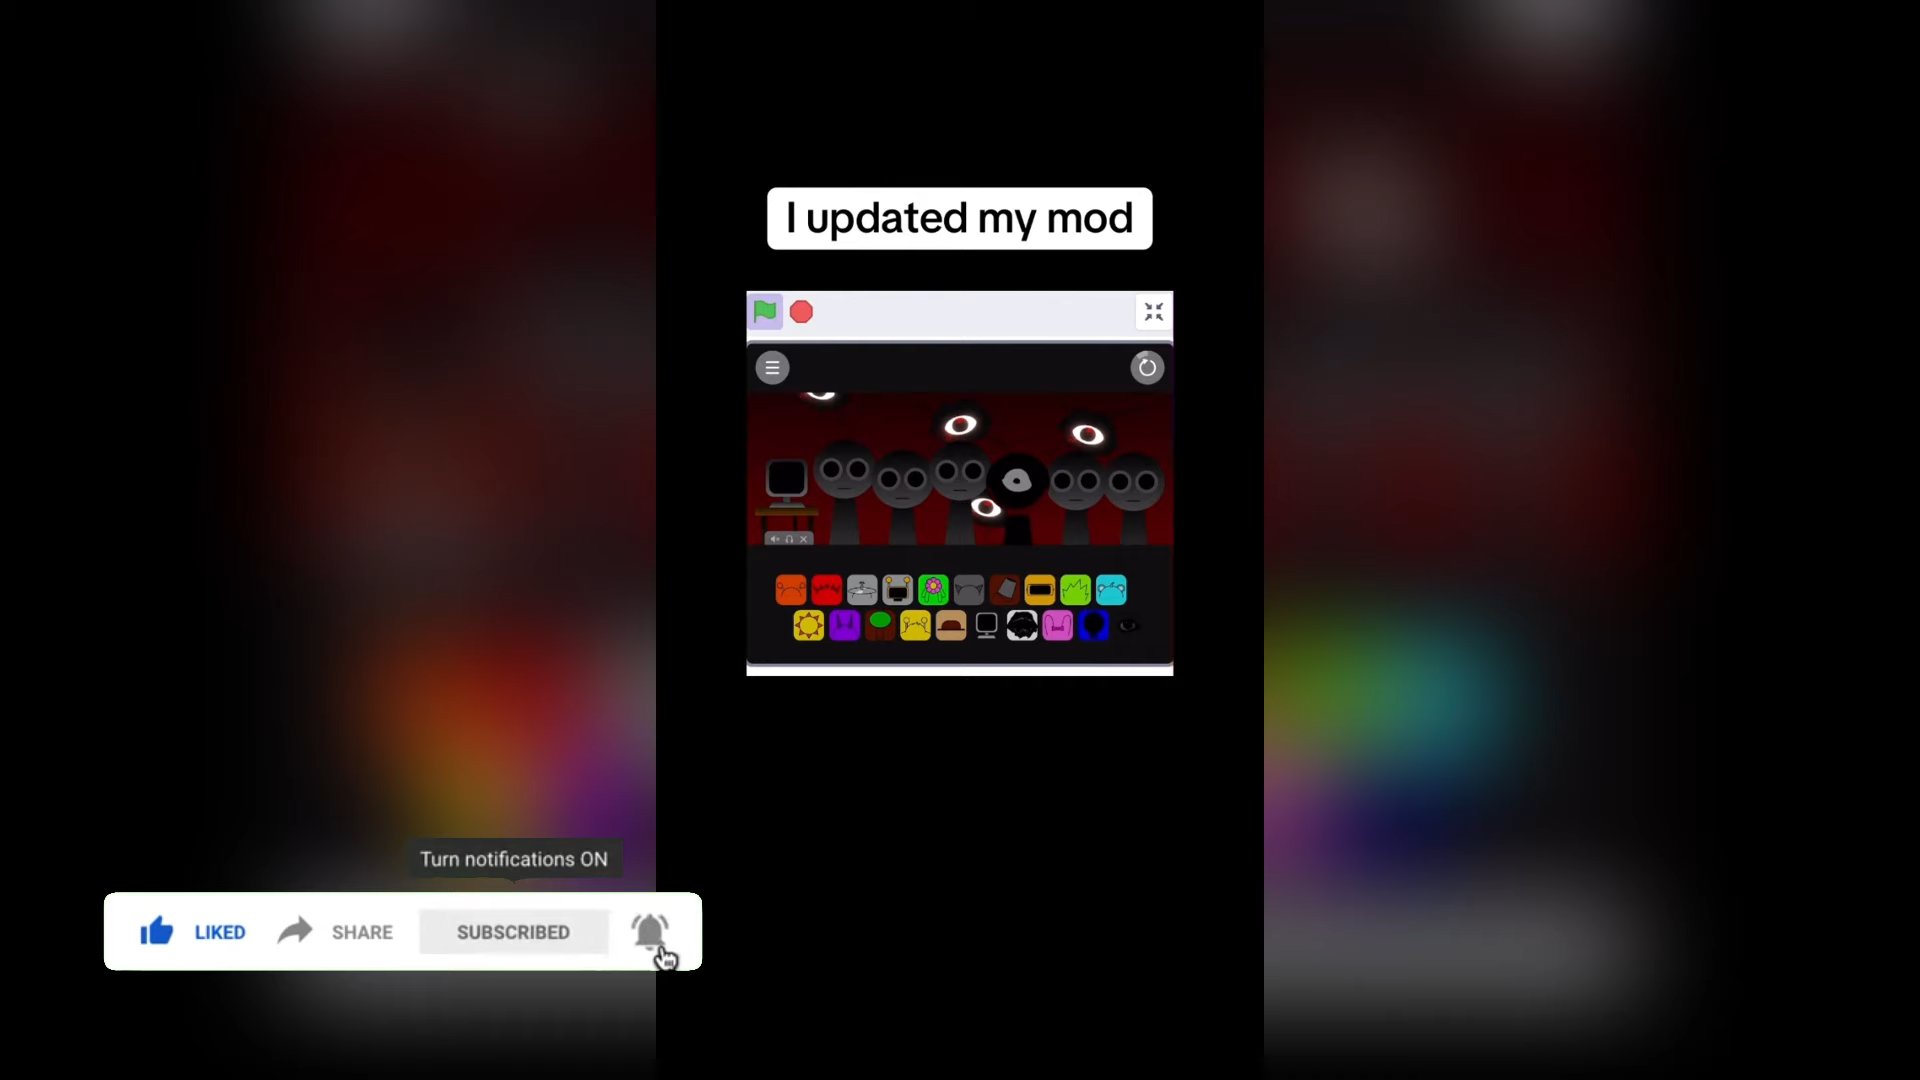 I updated my mod
Turn notifications ON
LIKED
SHARE
SUBSCRIBED